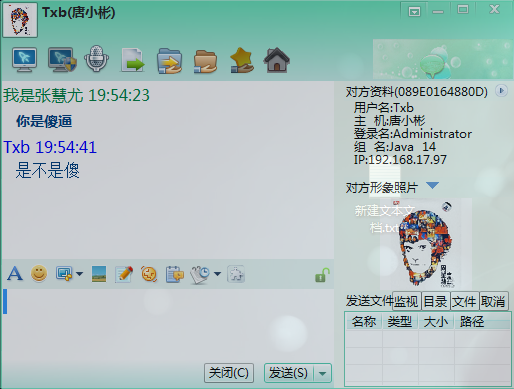 Txb(唐小彬)
我是张慧尤 19:54:23
你是傻逼
Txb 19:54:41
是不是傻
关闭(C)
发送(S)
对方资料(089E0164880D)
用户名:Txb
主 机:唐小彬
登录名:Administrator
组 名:Java 14
IP:192.168.17.97
对方形象照片
新建文本文
档.txt
发送文件 监视 目录 文件 取消
名称 类型 大小 路径